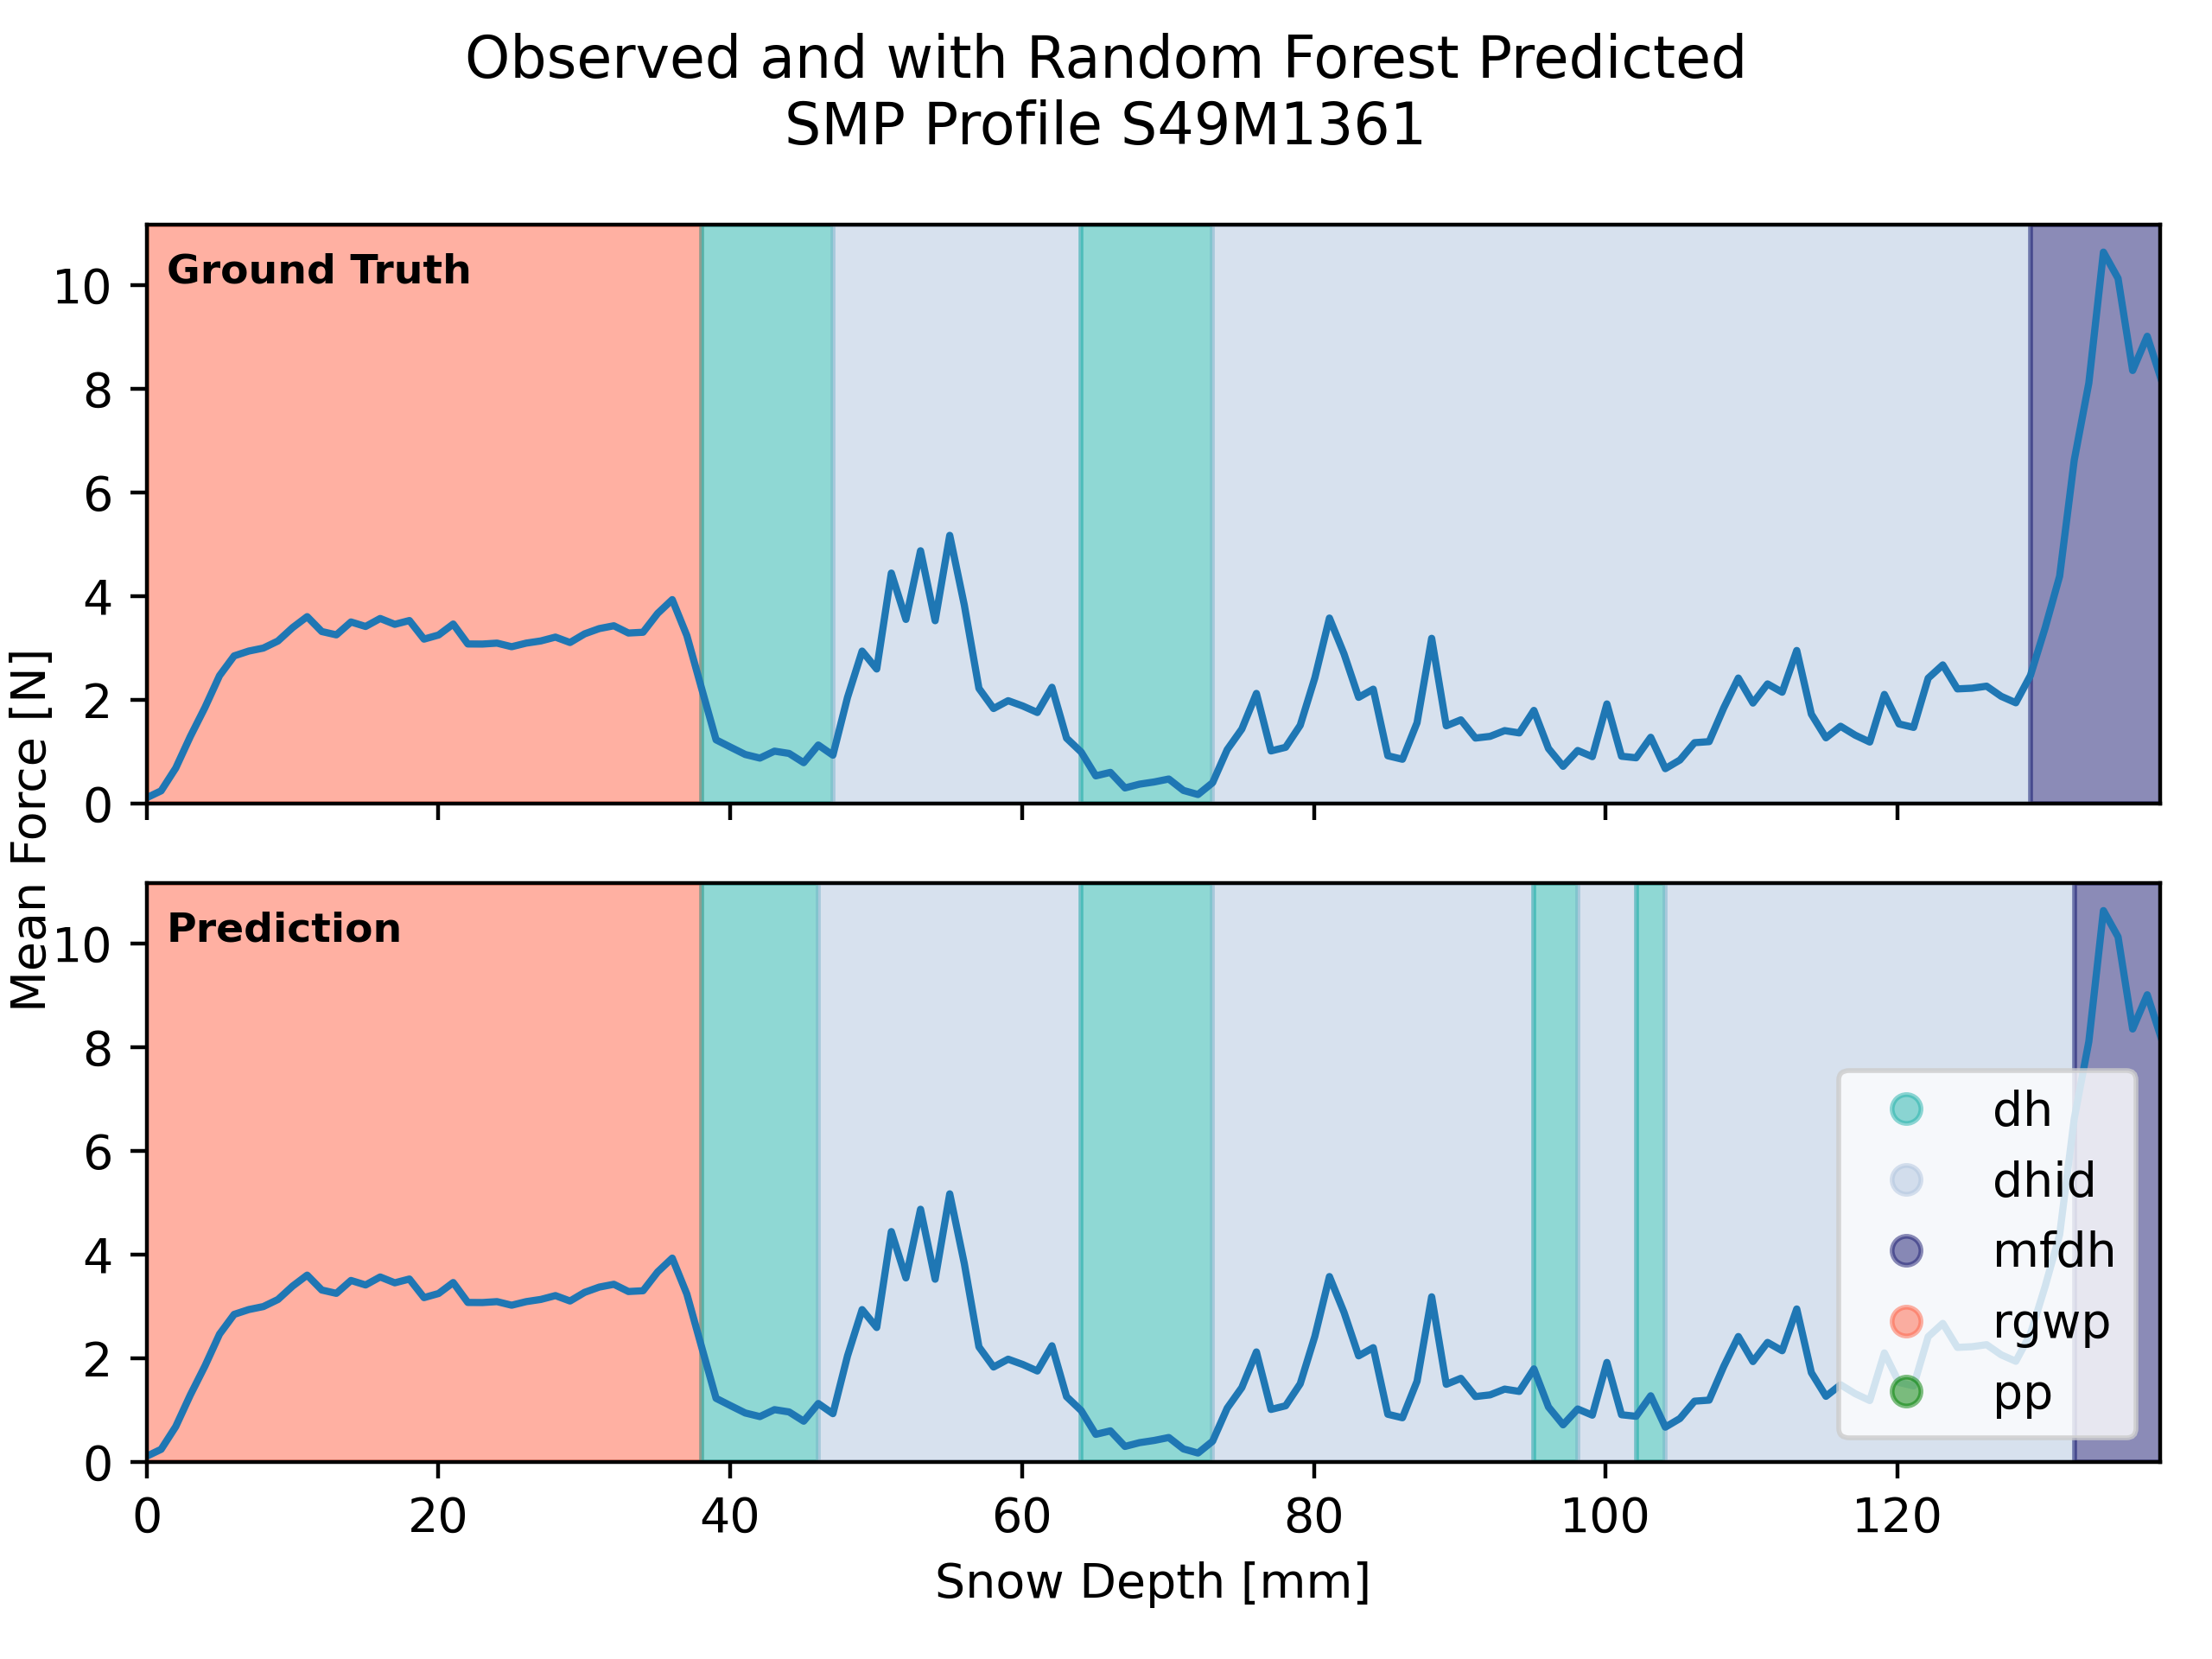 Observed and with Random Forest Predicted
SMP Profile S49M1361
Mean Force [N]
Ground Truth
10
8
6
4
2
0
Prediction
10
8
6
4
2
0
dh
dhid
mfdh
rgwp
pp
0 20 40 60 80 100 120
Snow Depth [mm]